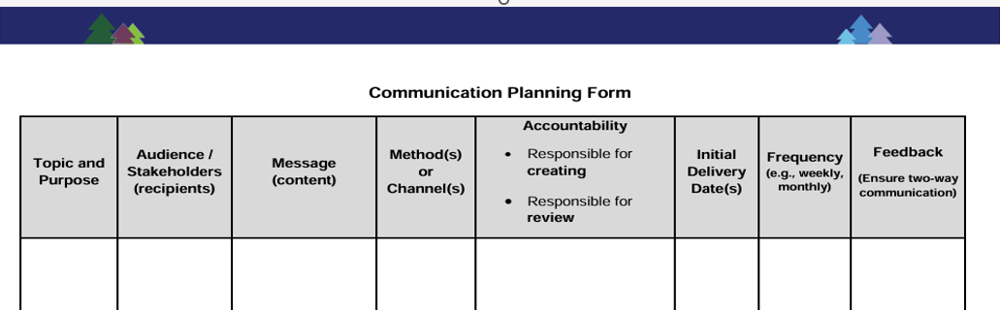 Communication Planning Form
Topic and
Purpose
Audience /
Stakeholders
(recipients)
Message
(content)
Method(s)
or
Channel(s)
Accountability
• Responsible for
creating
• Responsible for
review
Initial
Delivery
Date(s)
Frequency
(e.g., weekly,
monthly)
Feedback
(Ensure two-way
communication)